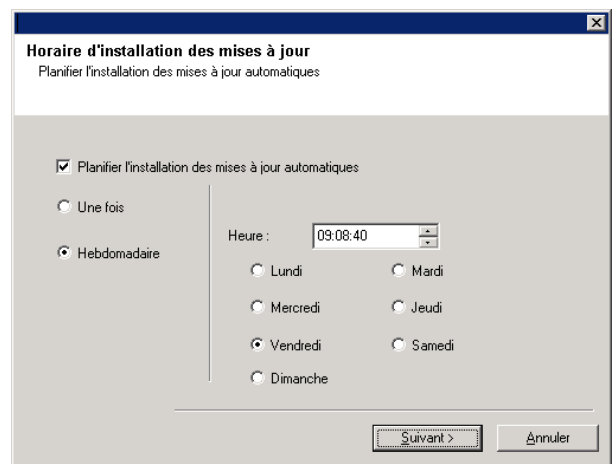 Horaire d'installation des mises à jour
Planifier l'installation des mises à jour automatiques
Planifier l'installation des mises à jour automatiques
Une fois
Hebdomadaire
Heure : 09:08:40
Lundi Mardi
Mercredi Jeudi
Vendredi Samedi
Dimanche
Suivant > Annuler